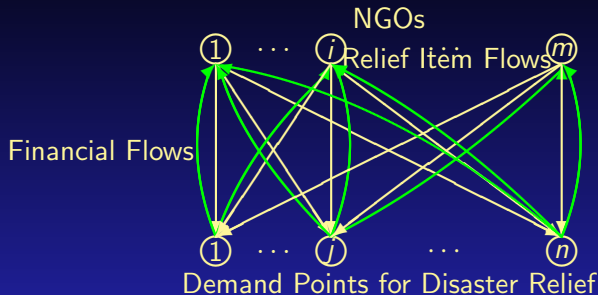 NGOs
1 ... i ... m
Relief Item Flows
Financial Flows
1 ... j ... n
Demand Points for Disaster Relief